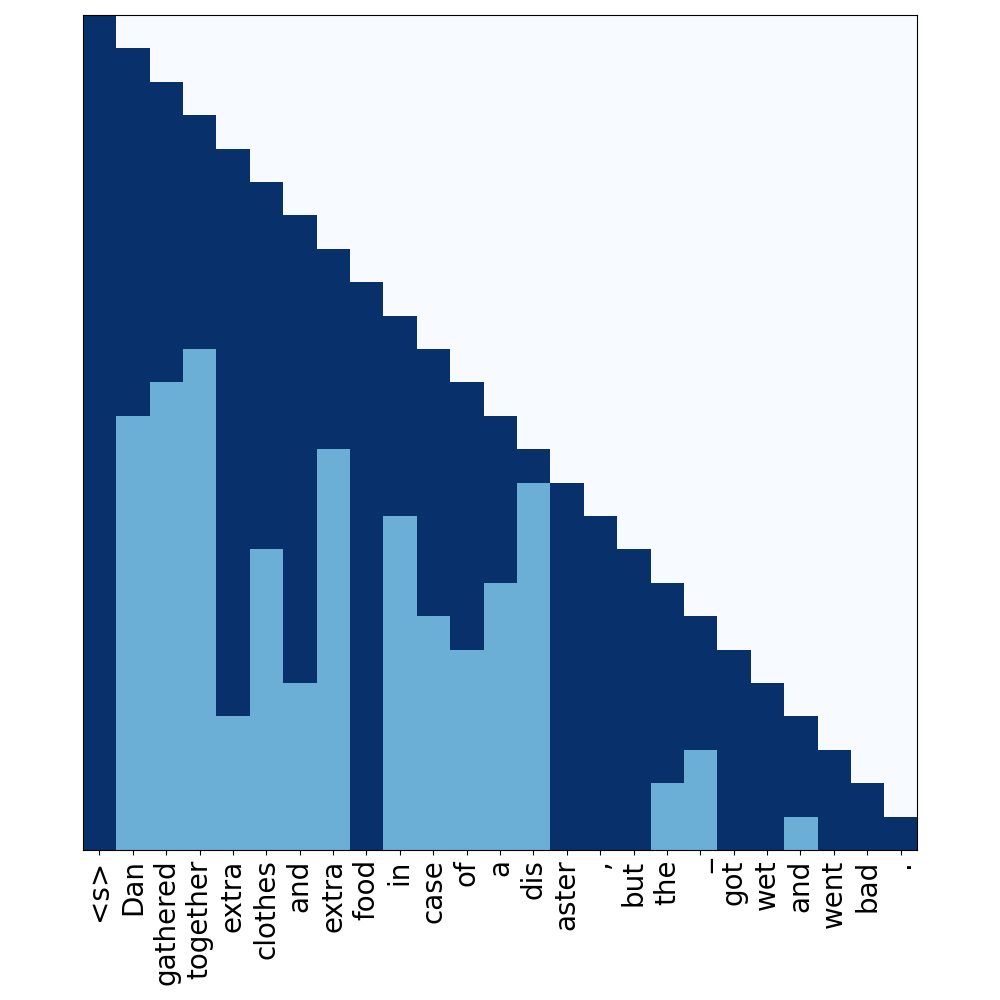 <s> Dan gathered together extra clothes and extra food in case of a dis aster , but the _ got wet and went bad .